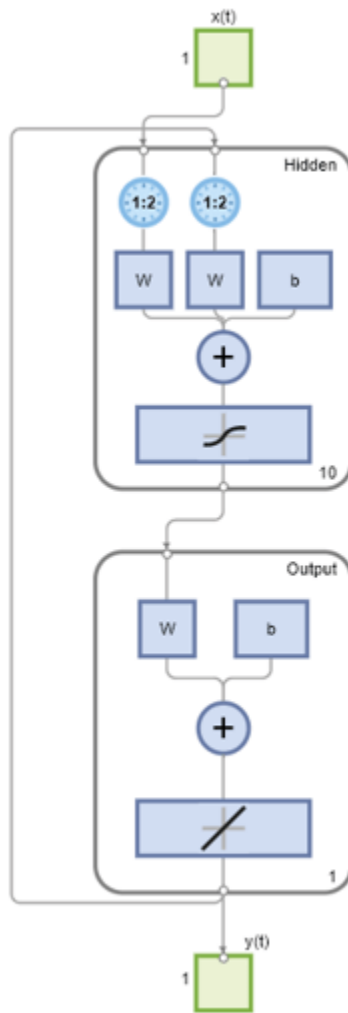 x(t)
1
Hidden
1:2 1:2
W W b
+
10
Output
W b
+
1
y(t)
1